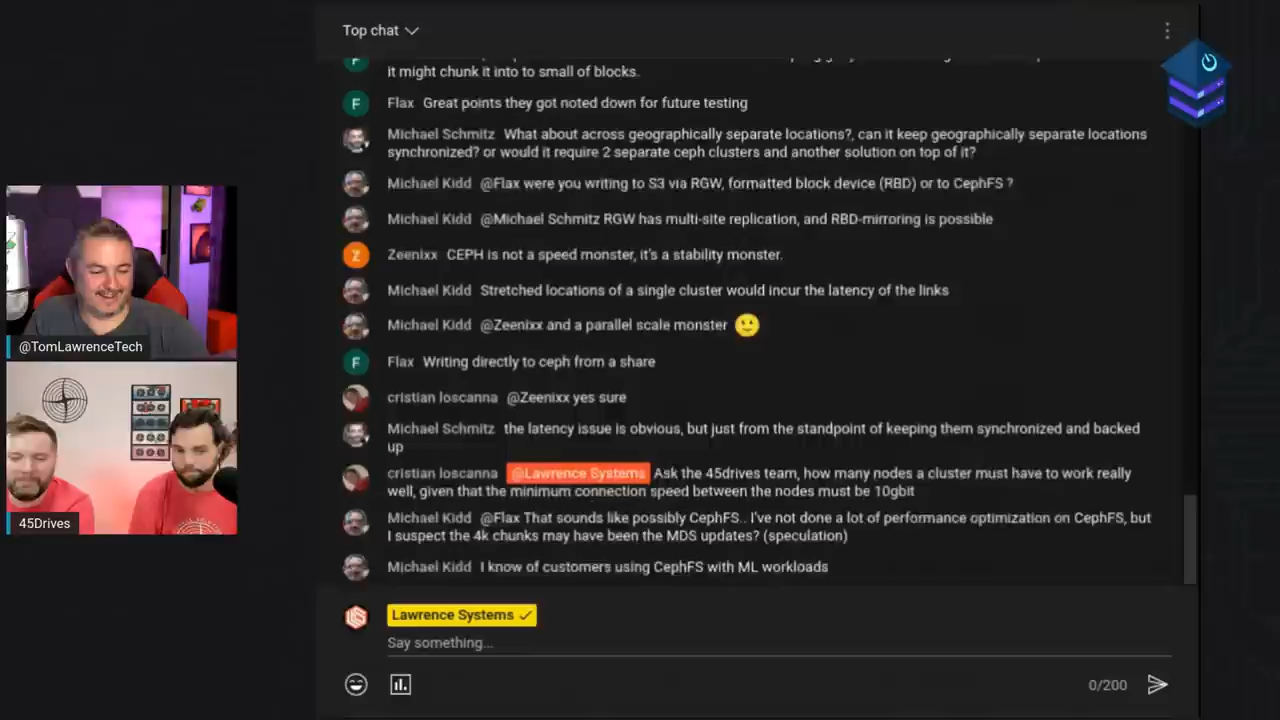 Top chat
it might chunk it into to small of blocks.
F Flax Great points they got noted down for future testing
Michael Schmitz What about across geographically separate locations?, can it keep geographically separate locations
synchronized? or would it require 2 separate ceph clusters and another solution on top of it?
Michael Kidd @Flax were you writing to S3 via RGW, formatted block device (RBD) or to CephFS ?
Michael Kidd @Michael Schmitz RGW has multi-site replication, and RBD-mirroring is possible
Z Zeenixx CEPH is not a speed monster, it's a stability monster.
Michael Kidd Stretched locations of a single cluster would incur the latency of the links
Michael Kidd @Zeenixx and a parallel scale monster
F Flax Writing directly to ceph from a share
cristian loscanna @Zeenixx yes sure
Michael Schmitz the latency issue is obvious, but just from the standpoint of keeping them synchronized and backed
up
cristian loscanna @Lawrence Systems Ask the 45drives team, how many nodes a cluster must have to work really
well, given that the minimum connection speed between the nodes must be 10gbit
Michael Kidd @Flax That sounds like possibly CephFS.. I've not done a lot of performance optimization on CephFS, but
I suspect the 4k chunks may have been the MDS updates? (speculation)
Michael Kidd I know of customers using CephFS with ML workloads
Lawrence Systems
Say something...
0/200
@TomLawrenceTech
45Drives